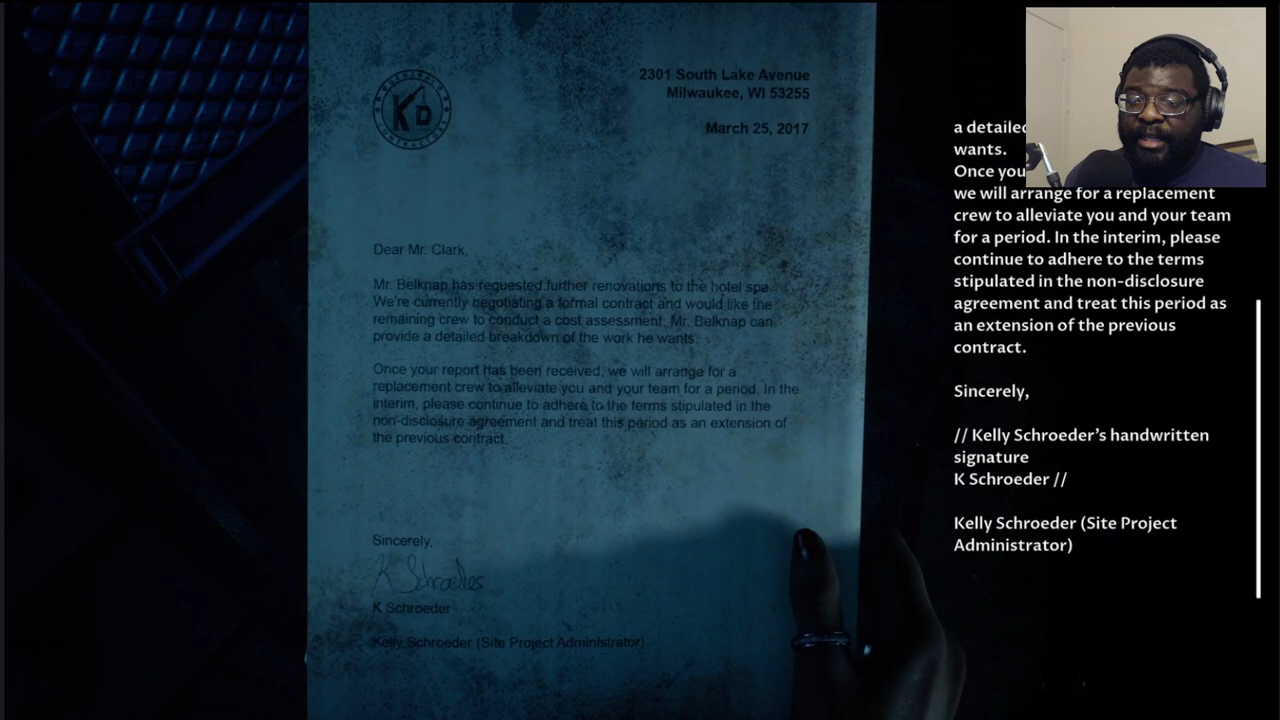 GENERAL
KD
CONTRACTORS
2301 South Lake Avenue
Milwaukee, WI 53255
March 25, 2017
Dear Mr. Clark,
Mr. Belknap has requested further renovations to the hotel spa.
We're currently negotiating a formal contract and would like the
remaining crew to conduct a cost assessment. Mr. Belknap can
provide a detailed breakdown of the work he wants.
Once your report has been received, we will arrange for a
replacement crew to alleviate you and your team for a period. In the
interim, please continue to adhere to the terms stipulated in the
non-disclosure agreement and treat this period as an extension of
the previous contract.
Sincerely,
K Schroeder
K Schroeder
Kelly Schroeder (Site Project Administrator)
a detailed
wants.
Once you
we will arrange for a replacement
crew to alleviate you and your team
for a period. In the interim, please
continue to adhere to the terms
stipulated in the non-disclosure
agreement and treat this period as
an extension of the previous
contract.
Sincerely,
// Kelly Schroeder’s handwritten
signature
K Schroeder //
Kelly Schroeder (Site Project
Administrator)